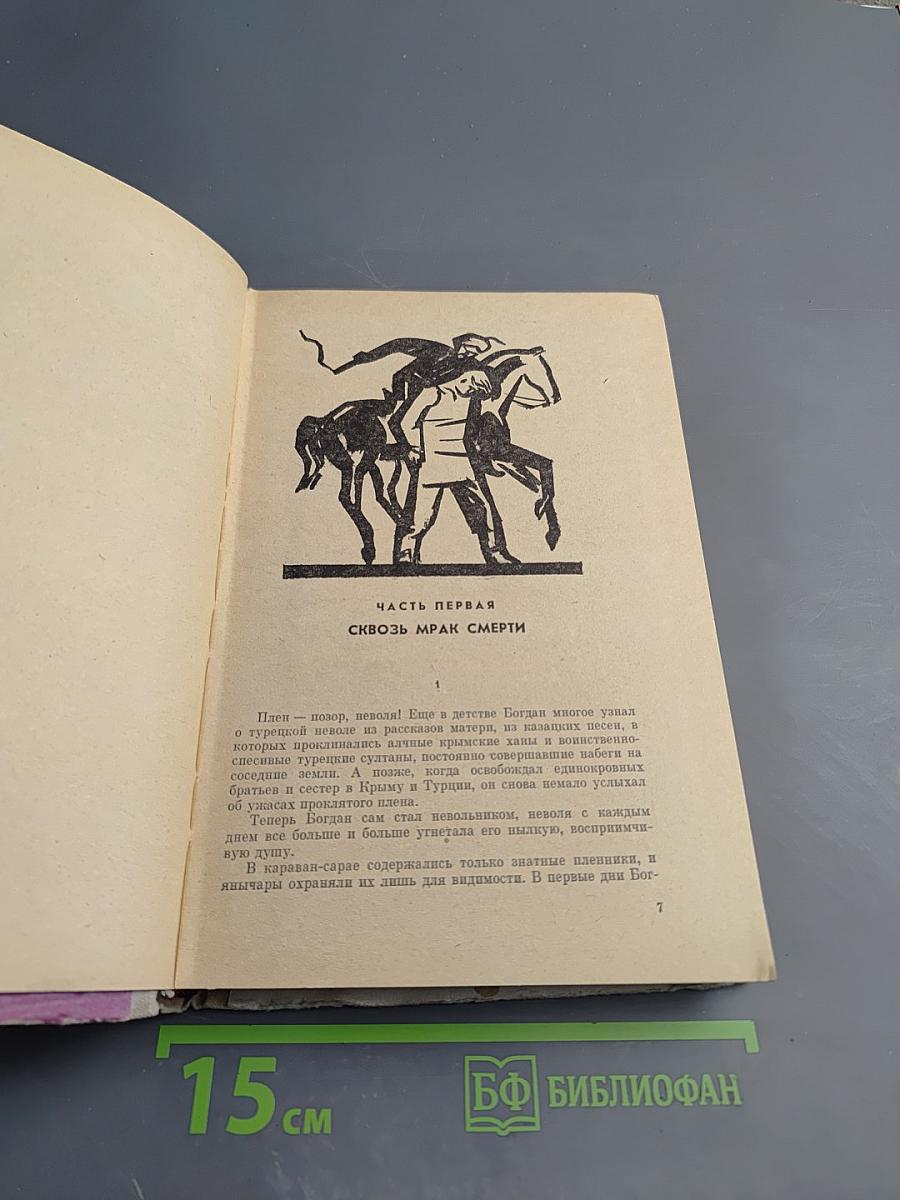 ЧАСТЬ ПЕРВАЯ
СКВОЗЬ МРАК СМЕРТИ
1
Плен — позор, неволя! Еще в детстве Богдан многое узнал
о турецкой неволе из рассказов матери, из казацких песен, в
которых проклинались алчные крымские ханы и воинственно-
спесивые турецкие султаны, постоянно совершавшие набеги на
соседние земли. А позже, когда освобождал единокровных
братьев и сестер в Крыму и Турции, он снова немало услыхал
об ужасах проклятого плена.
Теперь Богдан сам стал невольником, неволя с каждым
днем все больше и больше угнетала его пылкую, восприимчи-
вую душу.
В караван-сарае содержались только знатные пленники, и
янычары охраняли их лишь для видимости. В первые дни Бог-
7
15 см
БФ БИБЛИОФАН